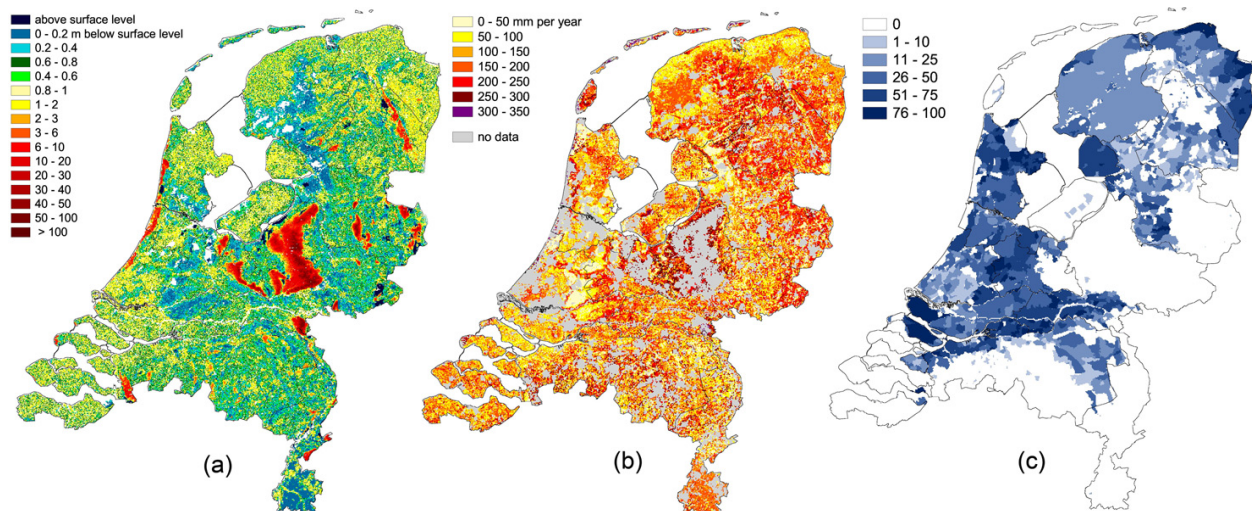 above surface level
0 - 0.2 m below surface level
0.2 - 0.4
0.6 - 0.8
0.4 - 0.6
0.8 - 1
1 - 2
2 - 3
3 - 6
6 - 10
10 - 20
20 - 30
30 - 40
40 - 50
50 - 100
> 100
(a)
0 - 50 mm per year
50 - 100
100 - 150
150 - 200
200 - 250
250 - 300
300 - 350
no data
(b)
0
1 - 10
11 - 25
26 - 50
51 - 75
76 - 100
(c)